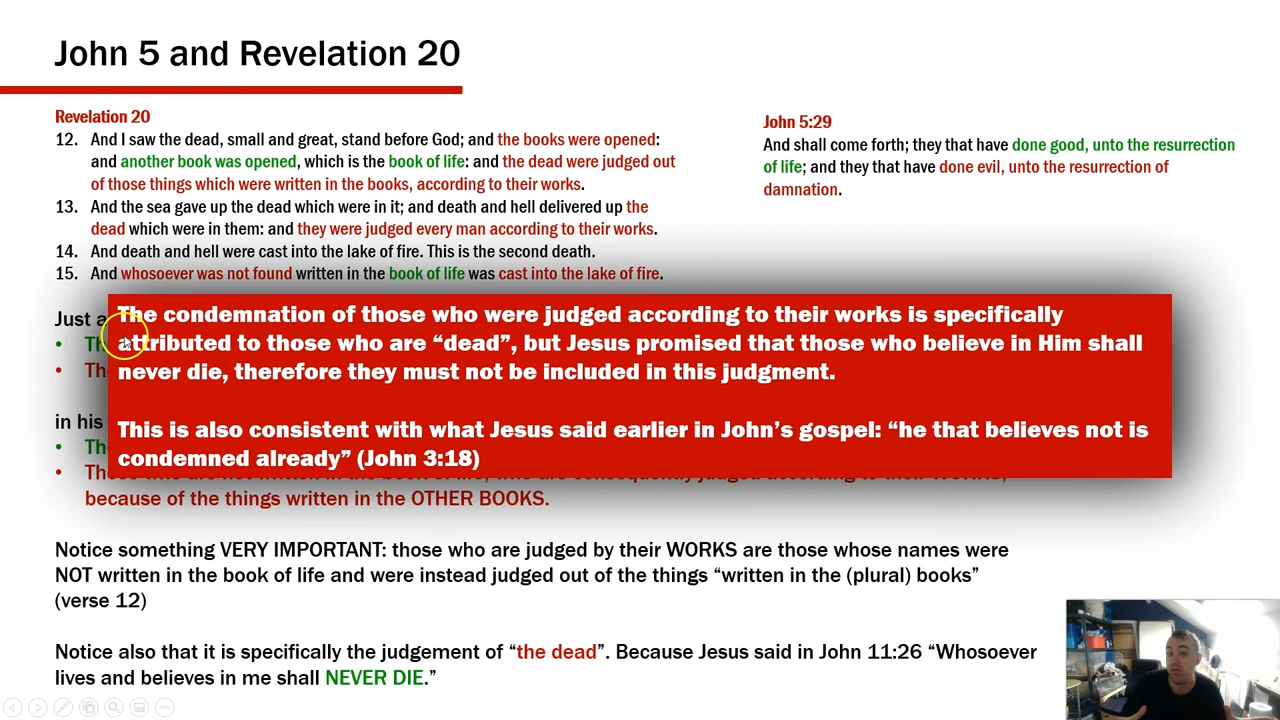 John 5 and Revelation 20
Revelation 20
12. And I saw the dead, small and great, stand before God; and the books were opened:
and another book was opened, which is the book of life: and the dead were judged out
of those things which were written in the books, according to their works.
13. And the sea gave up the dead which were in it; and death and hell delivered up the
dead which were in them: and they were judged every man according to their works.
14. And death and hell were cast into the lake of fire. This is the second death.
15. And whosoever was not found written in the book of life was cast into the lake of fire.
John 5:29
And shall come forth; they that have done good, unto the resurrection
of life; and they that have done evil, unto the resurrection of
damnation.
Just
The condemnation of those who were judged according to their works is specifically
attributed to those who are “dead”, but Jesus promised that those who believe in Him shall
never die, therefore they must not be included in this judgment.
This is also consistent with what Jesus said earlier in John’s gospel: “he that believes not is
condemned already” (John 3:18)
in his
because of the things written in the OTHER BOOKS.
Notice something VERY IMPORTANT: those who are judged by their WORKS are those whose names were
NOT written in the book of life and were instead judged out of the things “written in the (plural) books”
(verse 12)
Notice also that it is specifically the judgement of “the dead”. Because Jesus said in John 11:26 “Whosoever
lives and believes in me shall NEVER DIE.”